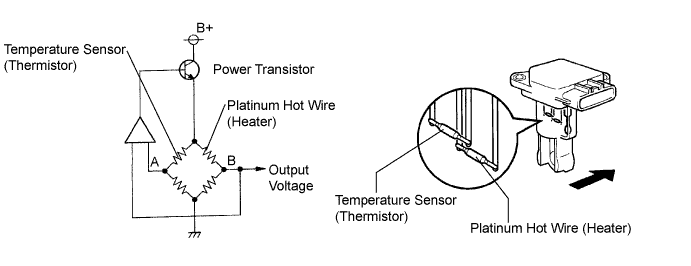 B+
Temperature Sensor
(Thermistor)
Power Transistor
Platinum Hot Wire
(Heater)
A
B
Output
Voltage
Temperature Sensor
(Thermistor)
Platinum Hot Wire (Heater)